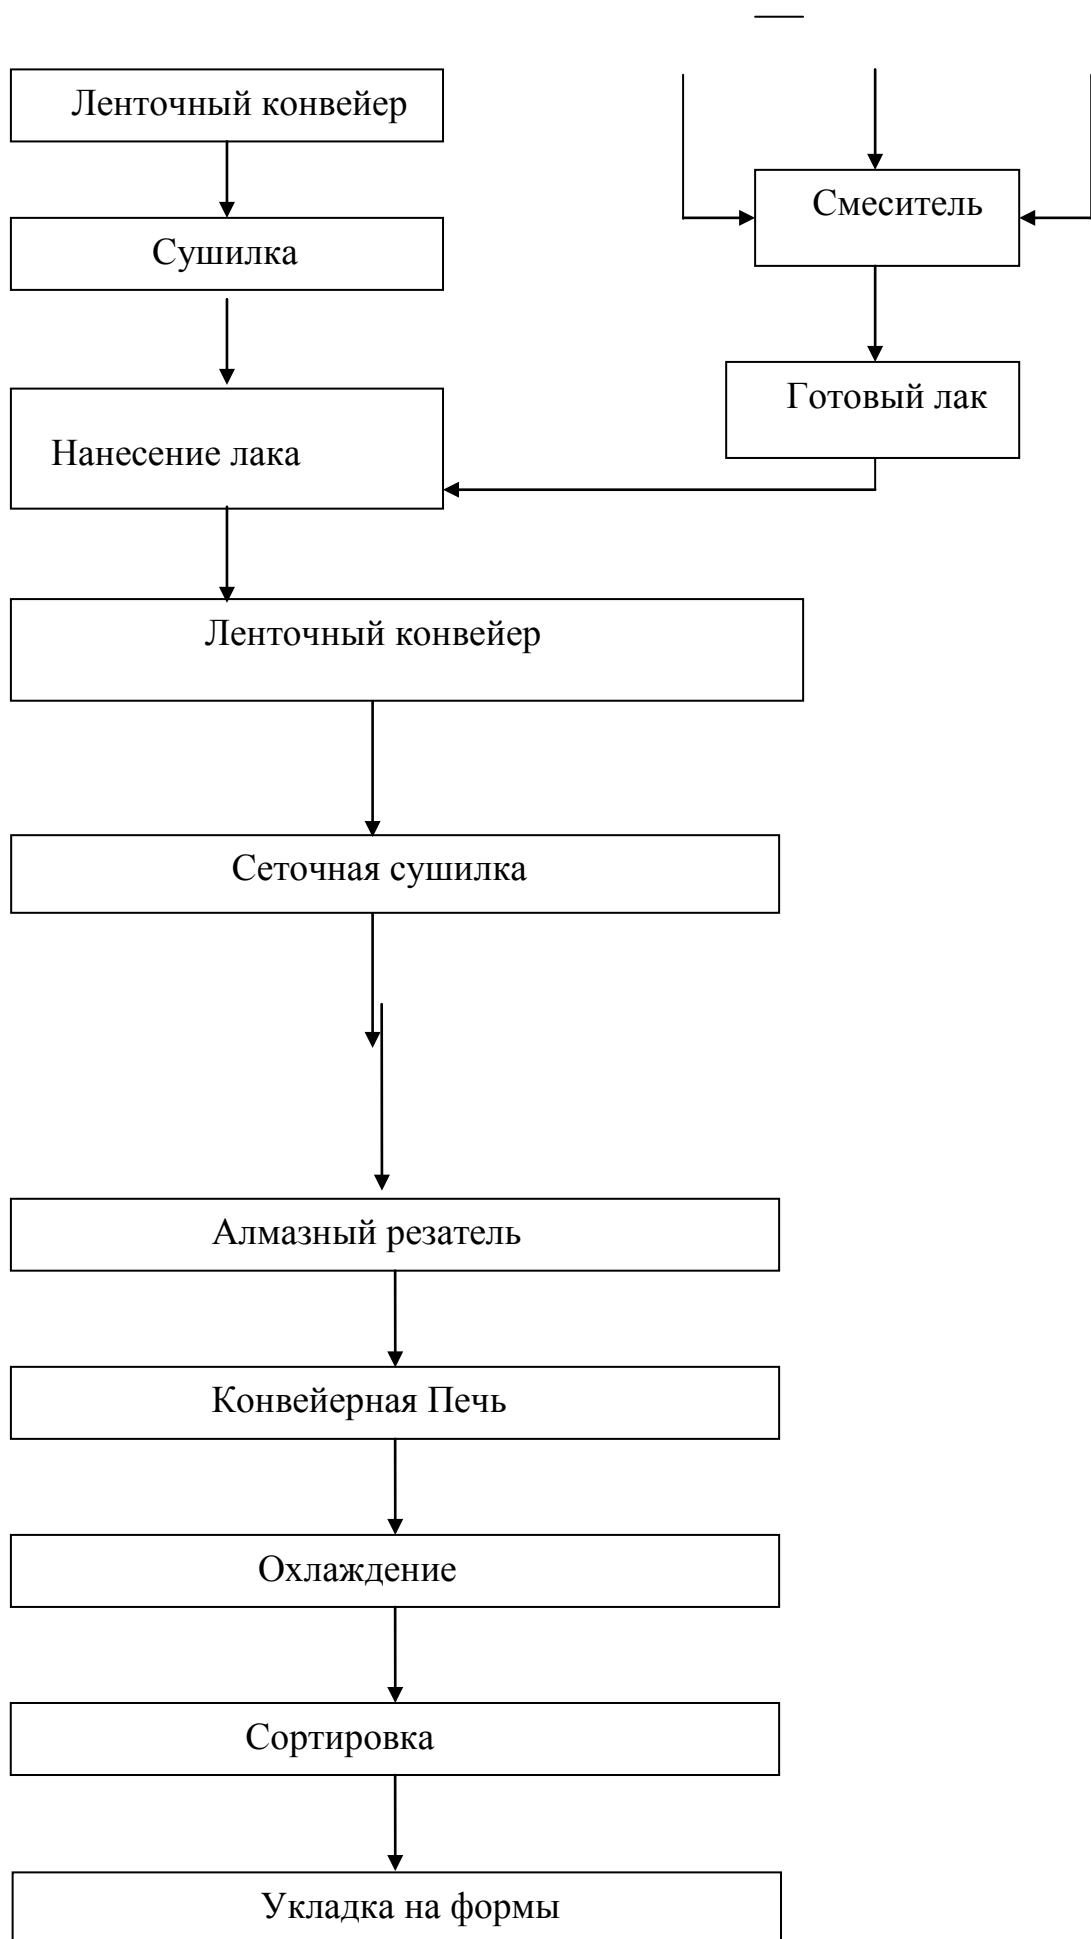 Ленточный конвейер
Смеситель
Сушилка
Готовый лак
Нанесение лака
Ленточный конвейер
Сеточная сушилка
Алмазный резатель
Конвейерная Печь
Охлаждение
Сортировка
Укладка на формы